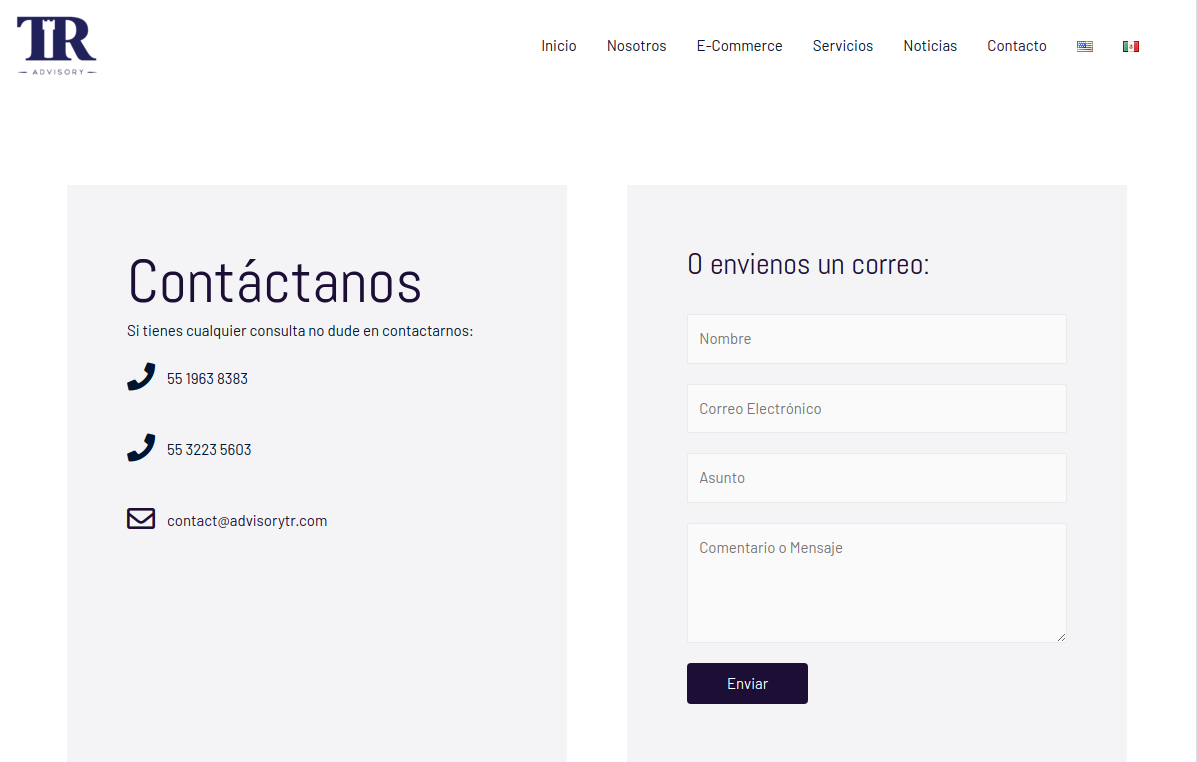 TR
ADVISORY
Inicio Nosotros E-Commerce Servicios Noticias Contacto
Contáctanos
Si tienes cualquier consulta no dude en contactarnos:
55 1963 8383
55 3223 5603
contact@advisorytr.com
O envienos un correo:
Nombre
Correo Electrónico
Asunto
Comentario o Mensaje
Enviar